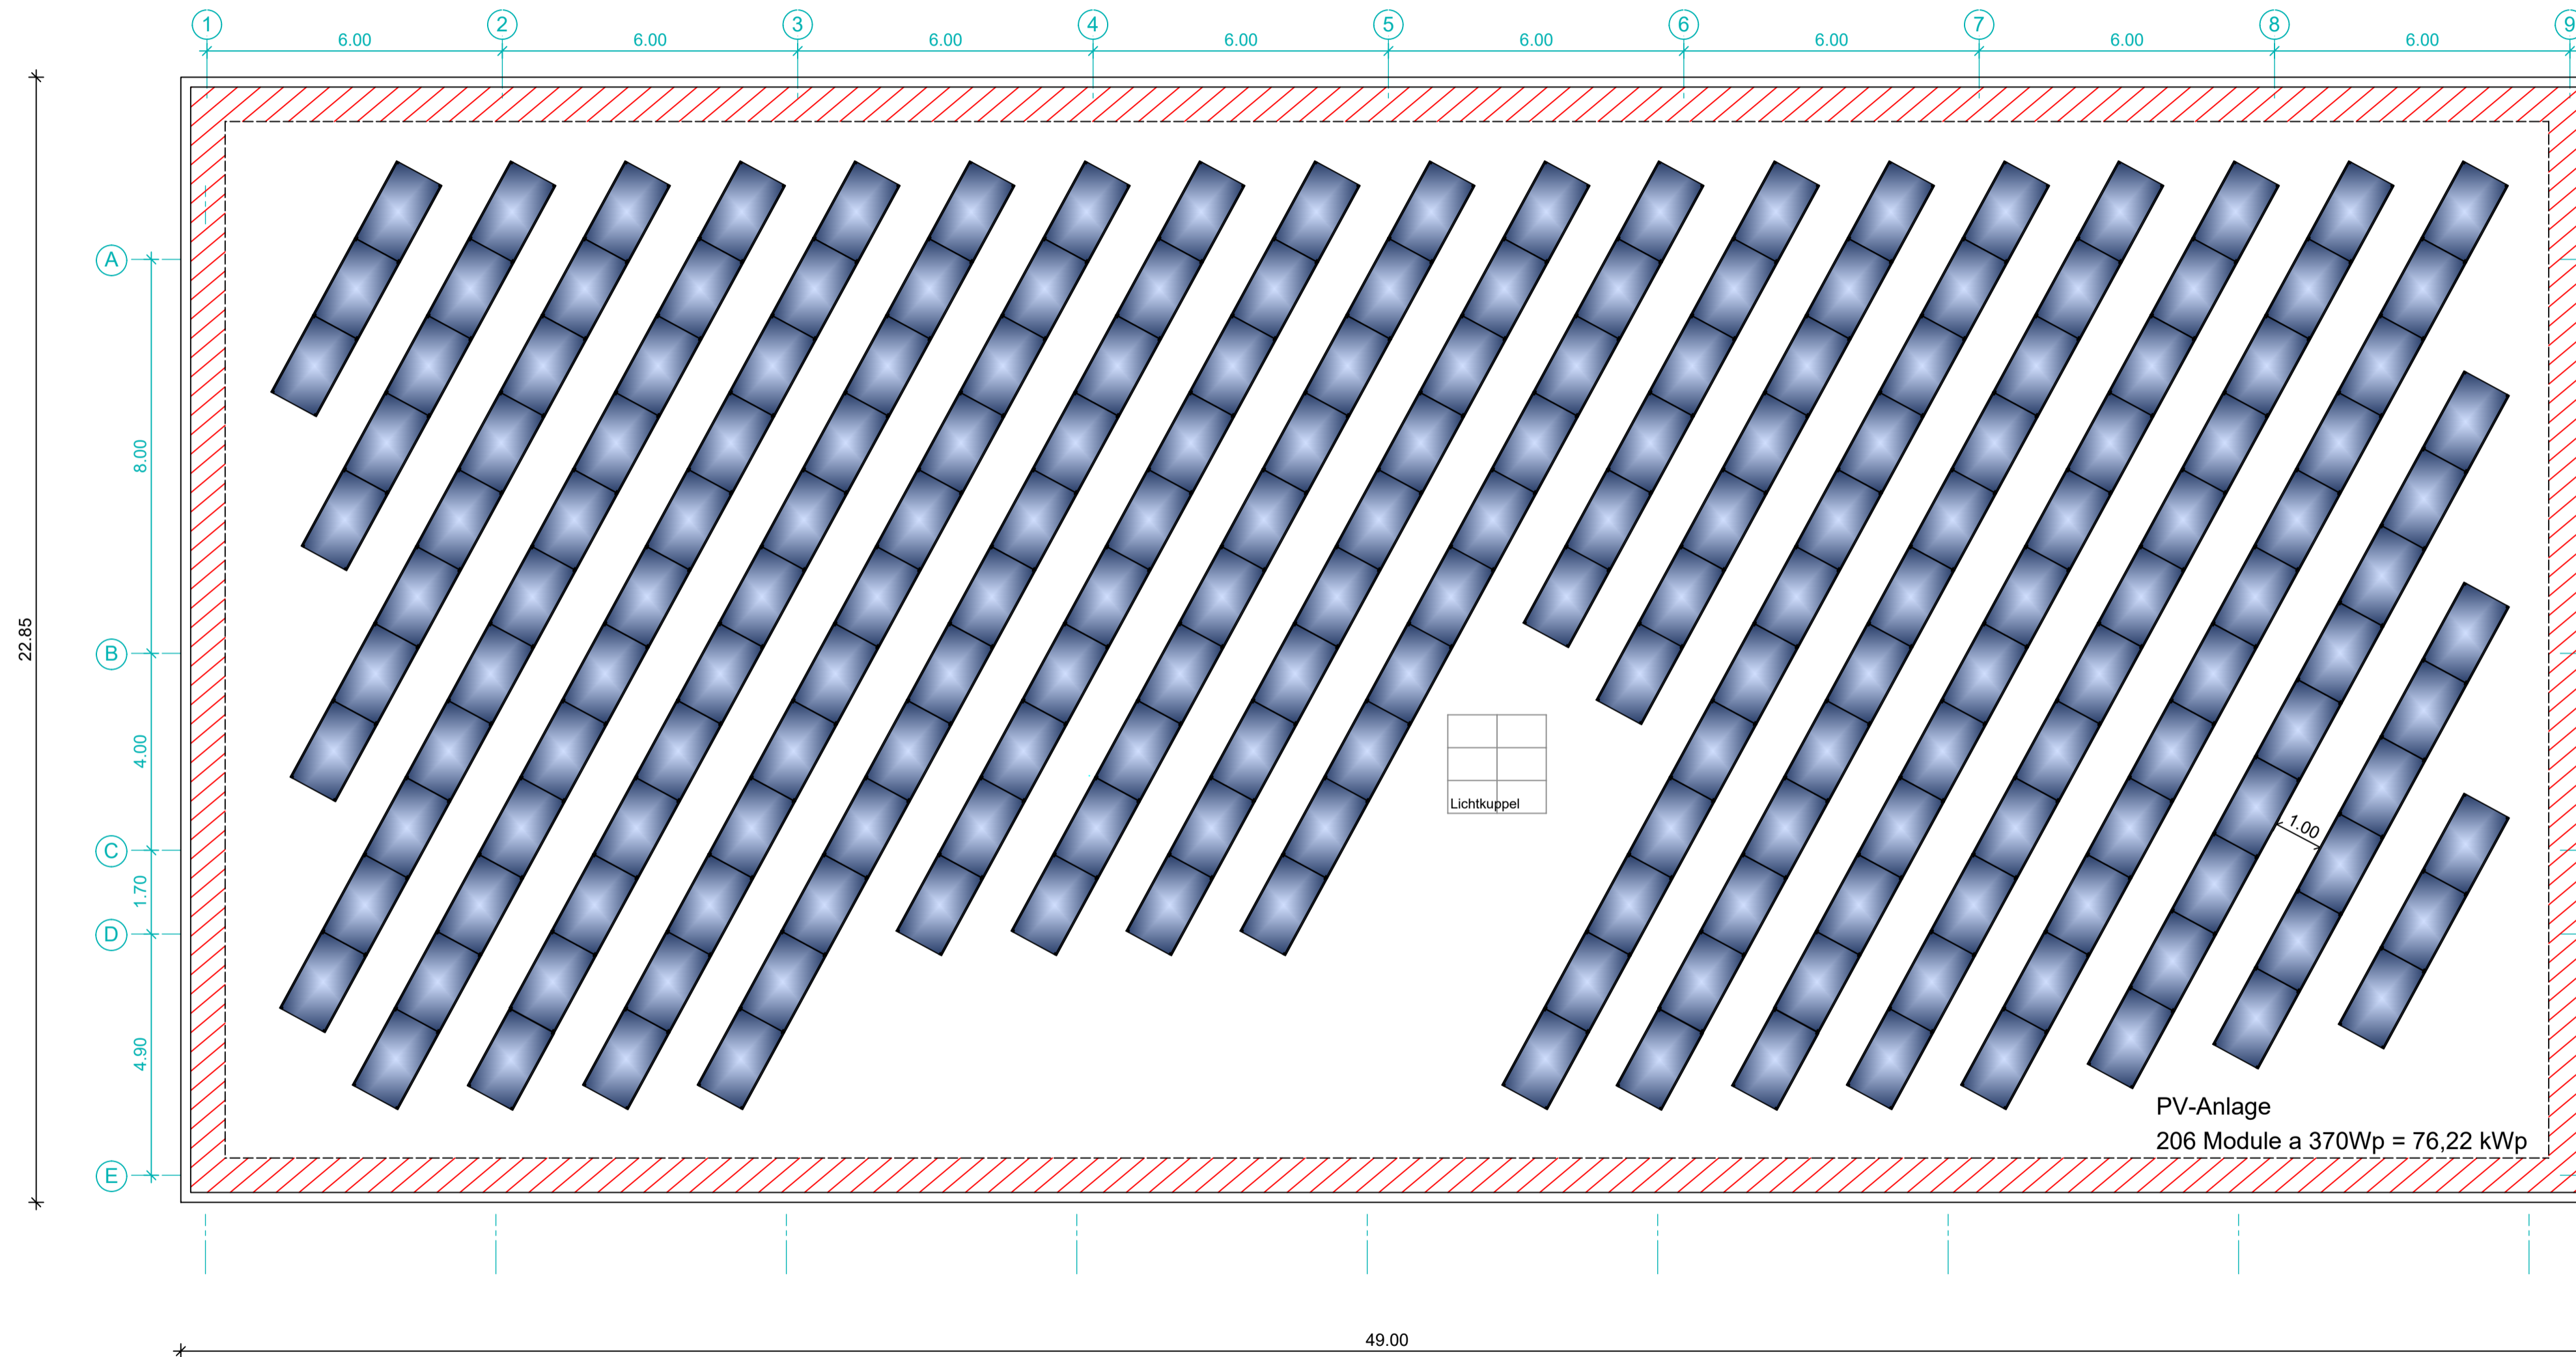 1 2 3 4 5 6 7 8 9
6.00 6.00 6.00 6.00 6.00 6.00 6.00 6.00
A
8.00
22.85
B
4.00
Lichtkuppel
1.00
C
1.70
D
4.90
PV-Anlage
206 Module a 370Wp = 76,22 kWp
E
49.00